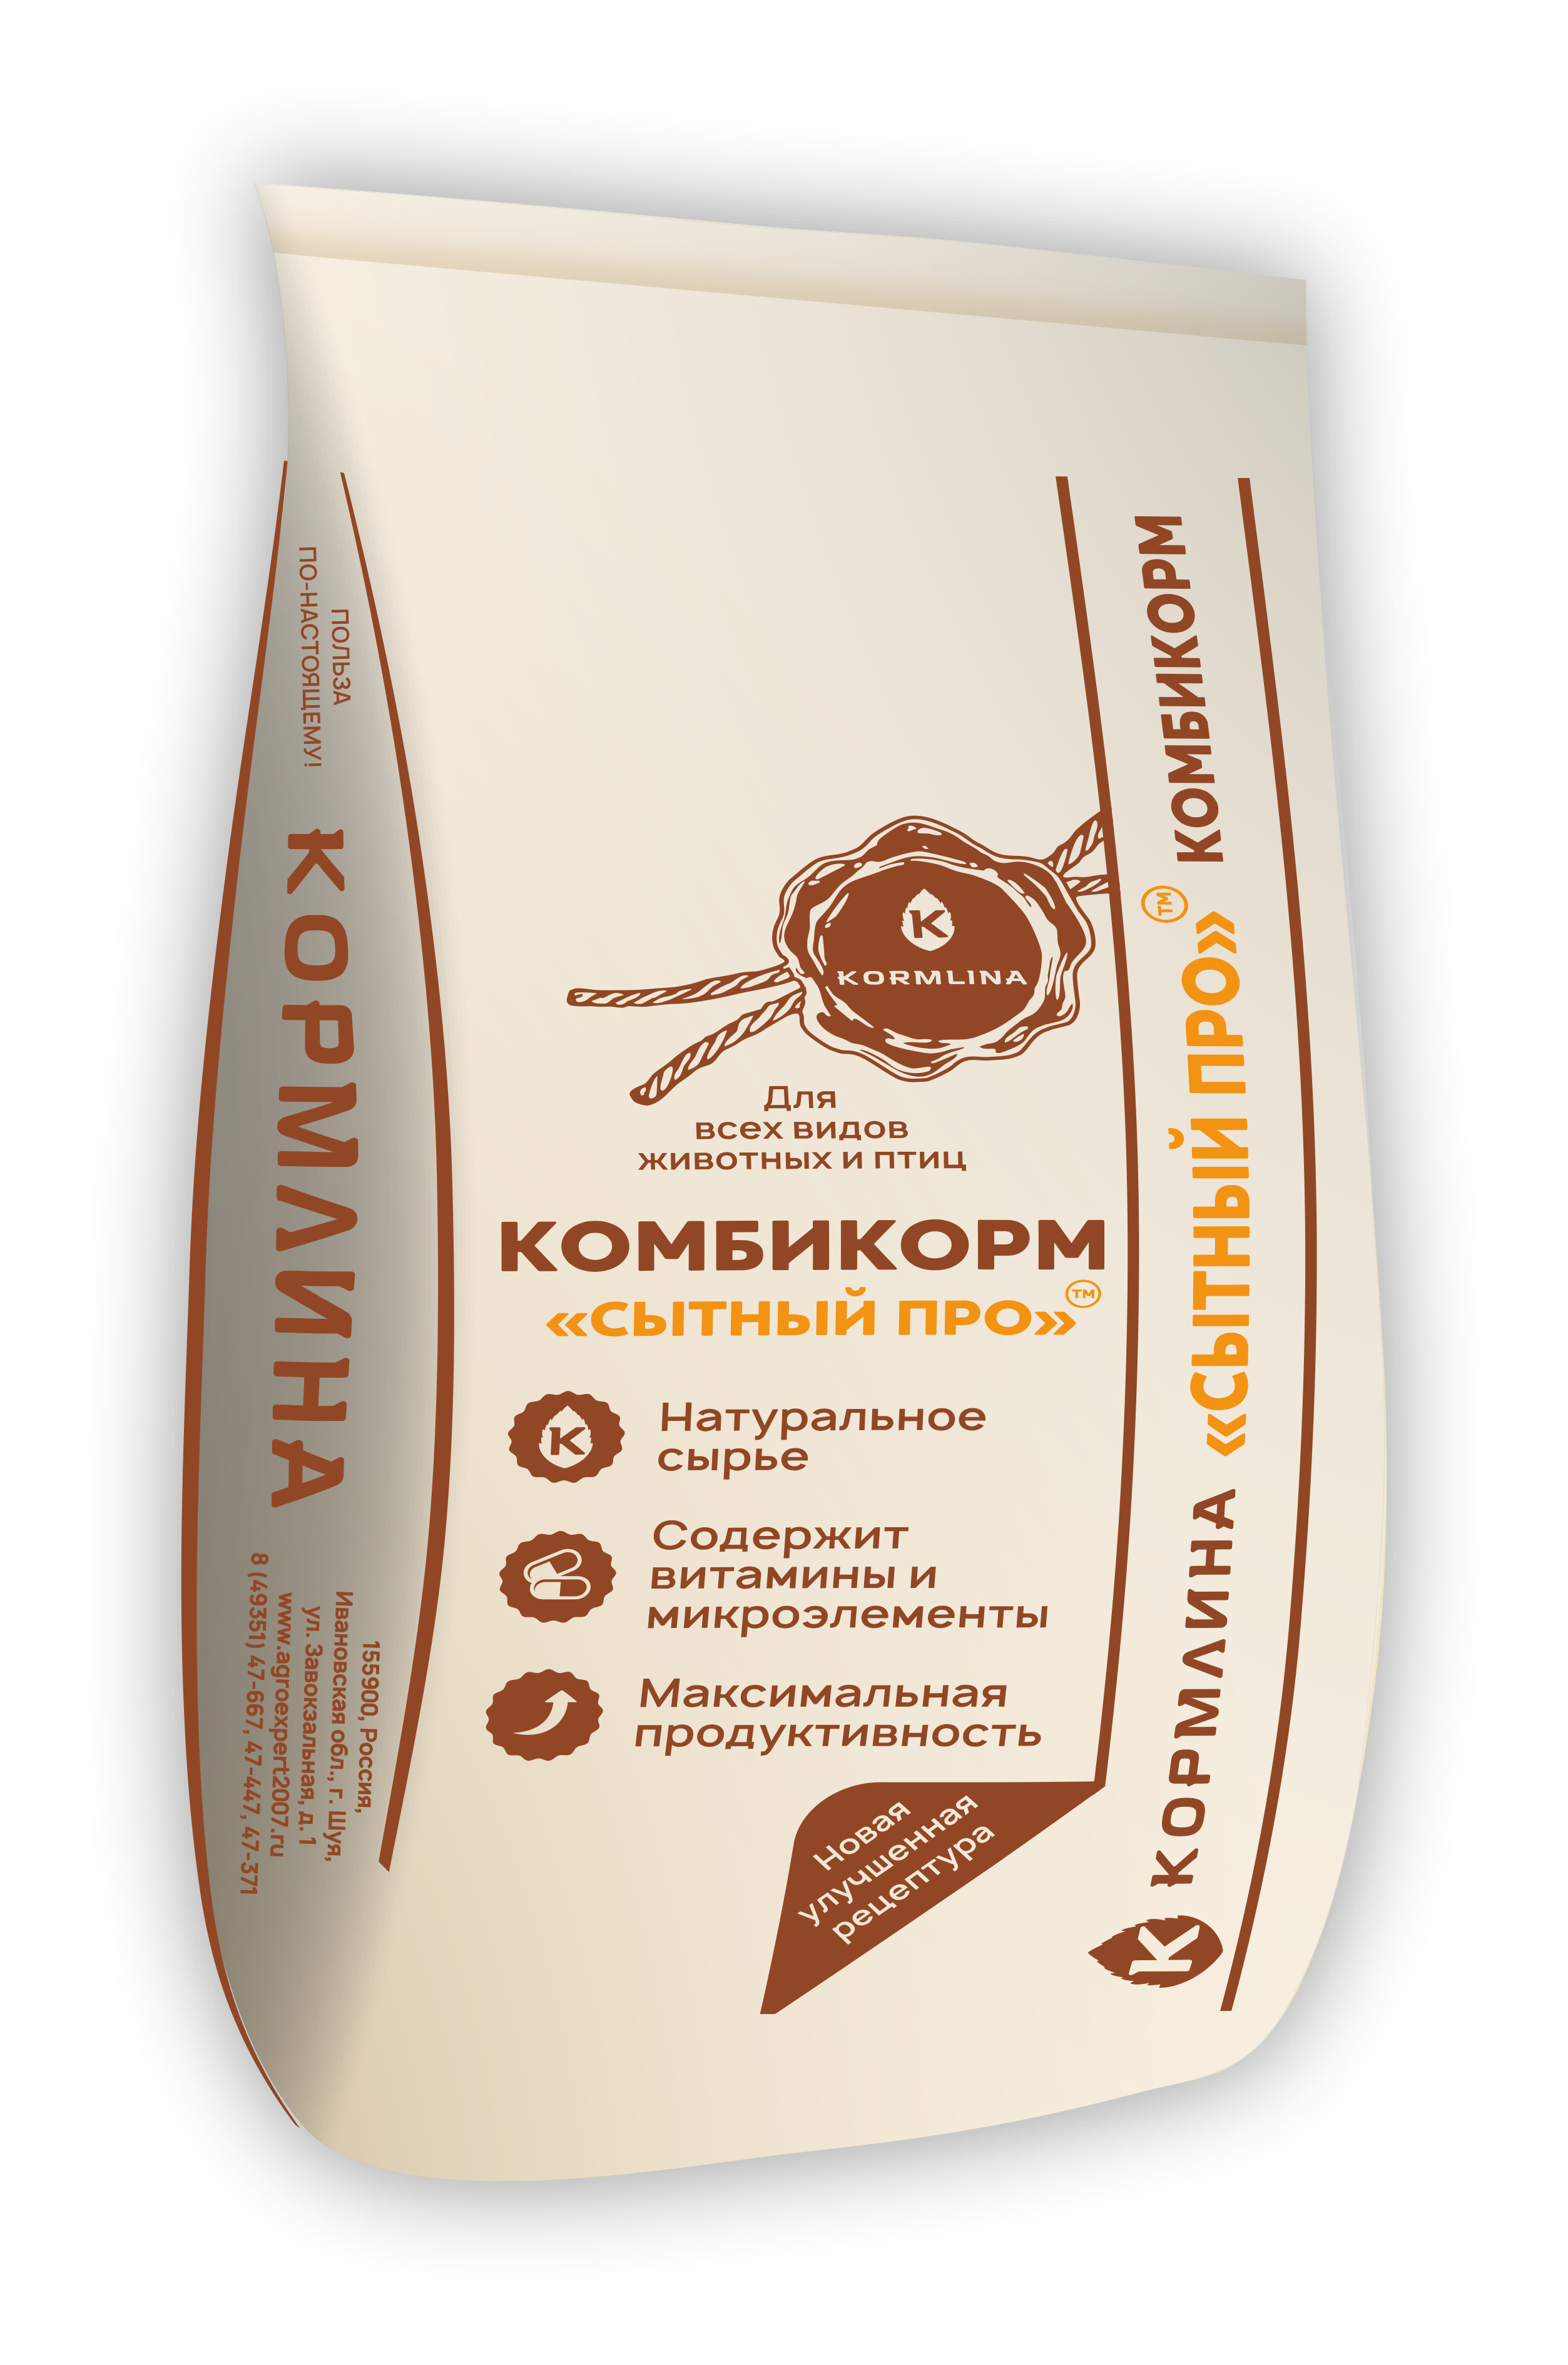 ПОЛЬЗА
ПО-НАСТОЯЩЕМУ!
КОРМЛИНА
155900, Россия,
Ивановская обл., г. Шуя,
ул. Завокзальная, д. 1
www.agroexpert2007.ru
8 (49351) 47-667, 47-447, 47-371
K
KORMLINA
Для
всех видов
животных и птиц
КОМБИКОРМ
«СЫТНЫЙ ПРО»™
K
Натуральное
сырье
Содержит
витамины и
микроэлементы
Максимальная
продуктивность
Новая
улучшенная
рецептура
K КОРМЛИНА «СЫТНЫЙ ПРО»™ КОМБИКОРМ